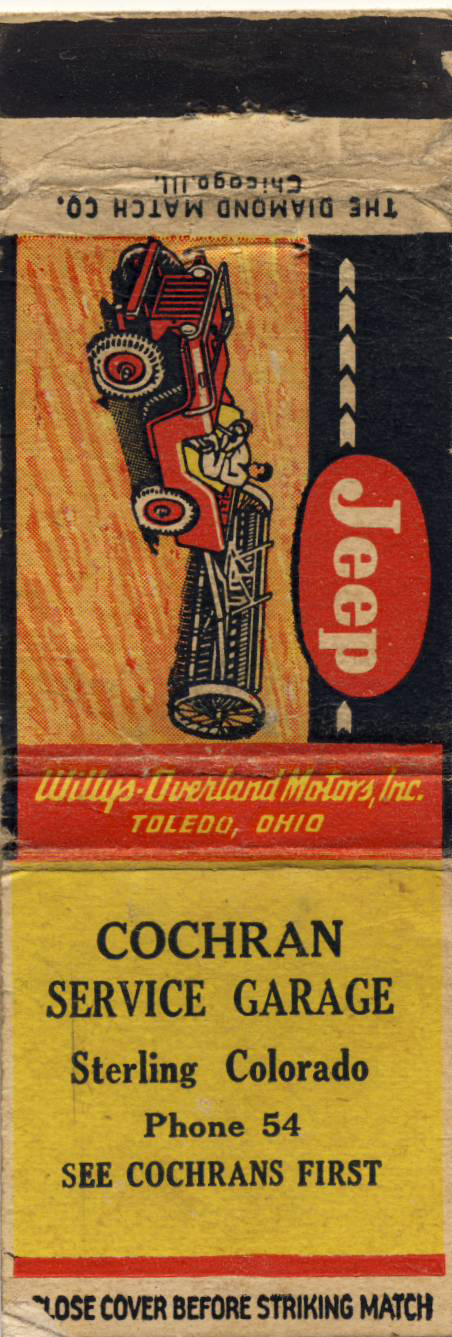 THE DIAMOND MATCH CO.
Chicago, Ill.
Jeep
Willys-Overland Motors, Inc.
TOLEDO, OHIO
COCHRAN
SERVICE GARAGE
Sterling Colorado
Phone 54
SEE COCHRANS FIRST
CLOSE COVER BEFORE STRIKING MATCH